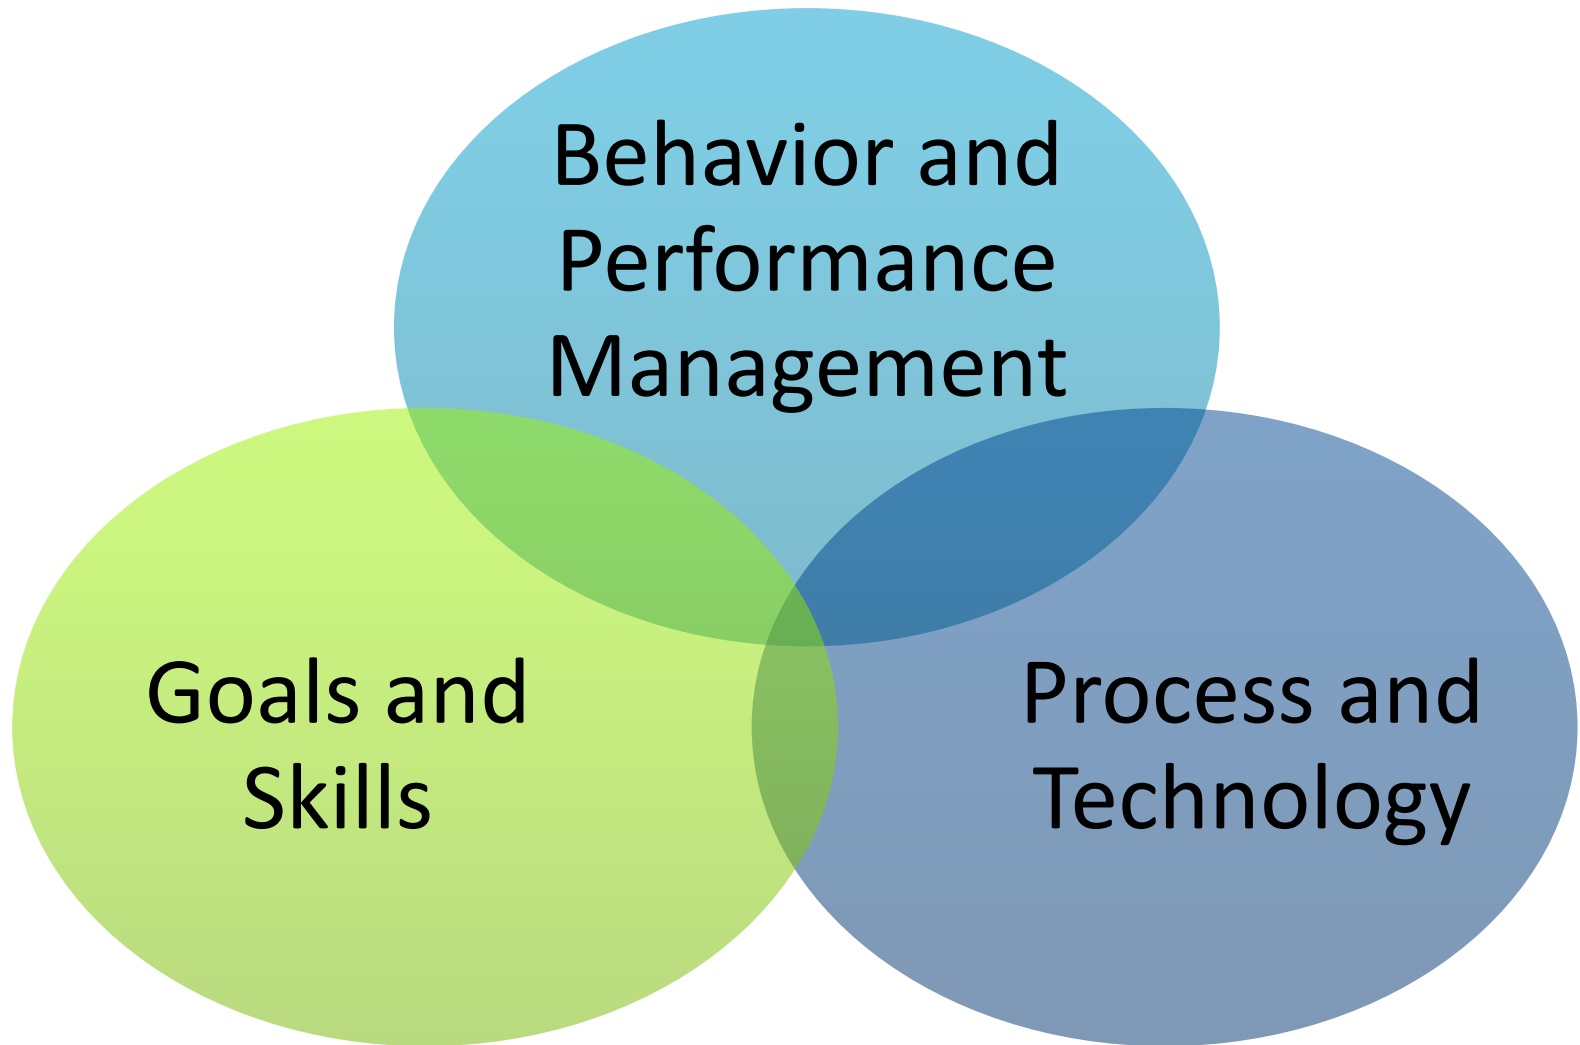 Behavior and
Performance
Management
Goals and
Skills
Process and
Technology